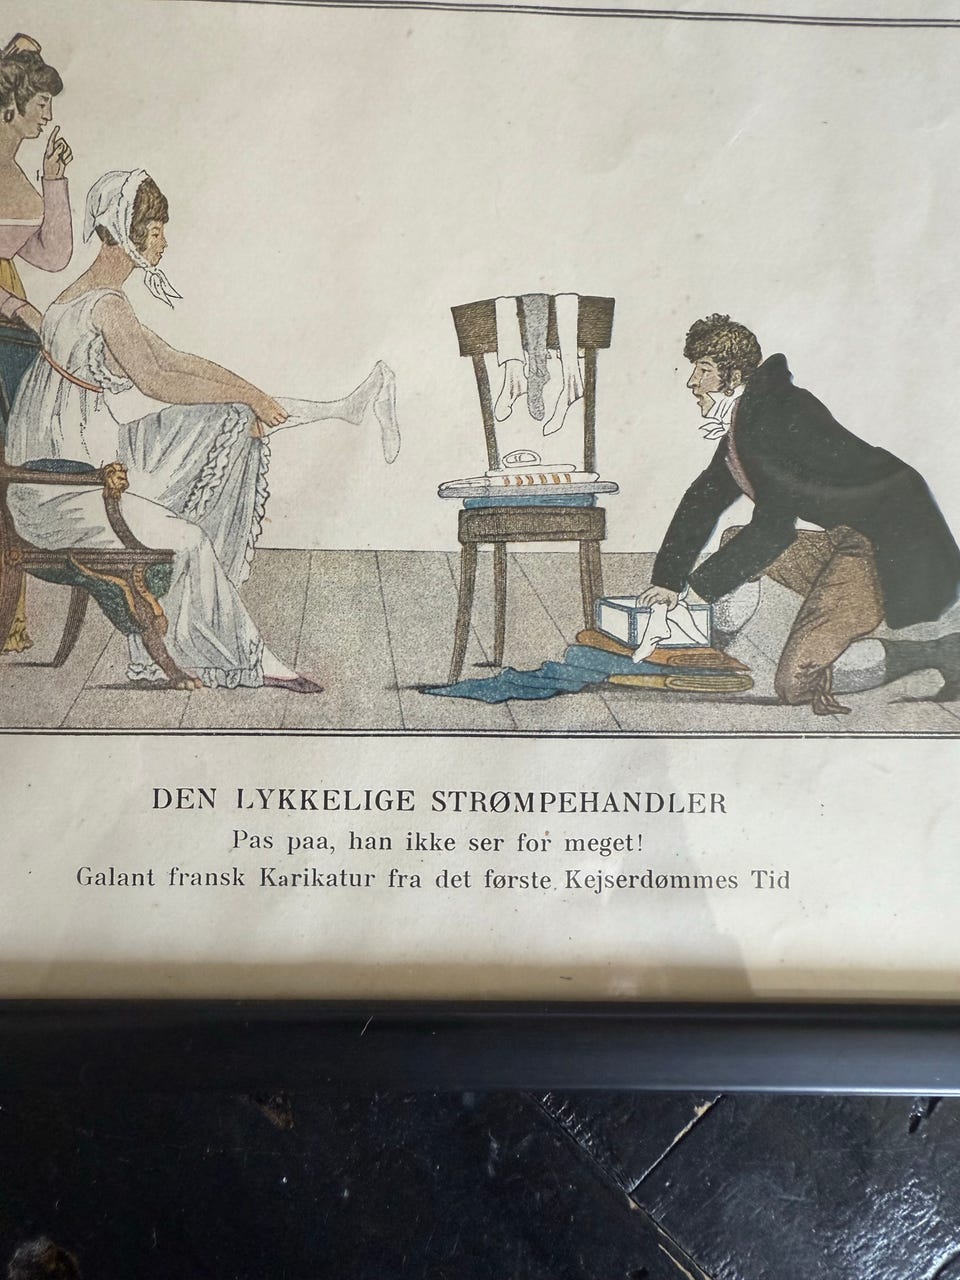 DEN LYKKELIGE STRØMPEHANDLER
Pas paa, han ikke ser for meget!
Galant fransk Karikatur fra det første Kejserdømmes Tid